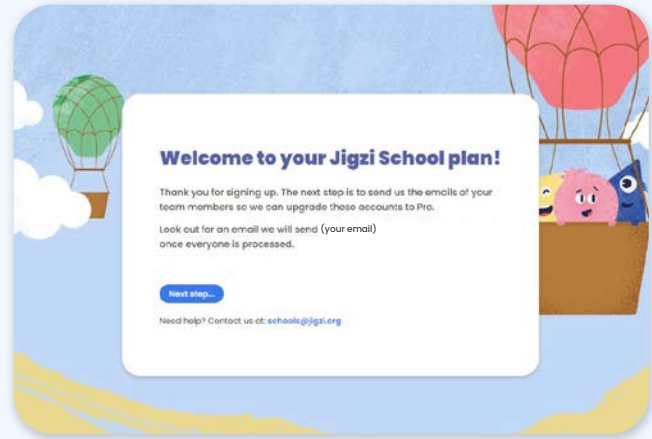 Welcome to your Jigzi School plan!
Thank you for signing up. The next step is to send us the emails of your
team members so we can upgrade these accounts to Pro.
Look out for an email we will send (your email)
once everyone is processed.
Next step...
Need help? Contact us at: schools@jigzi.org